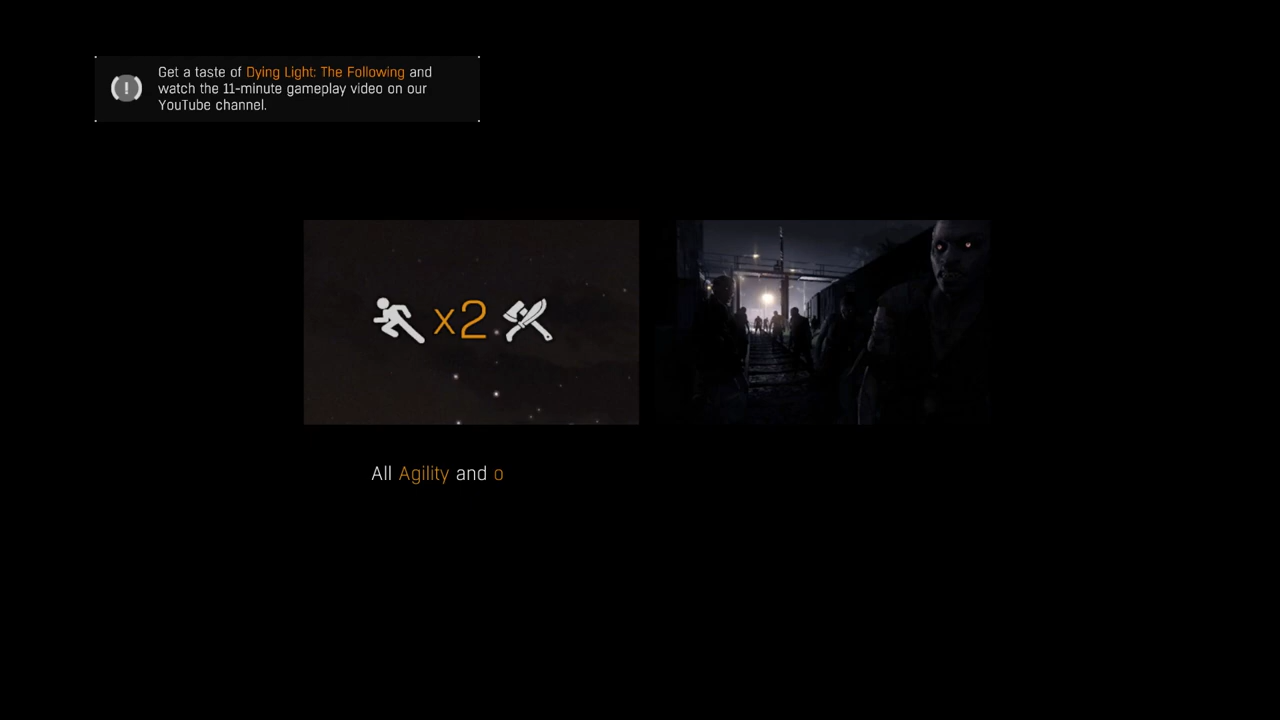 Get a taste of Dying Light: The Following and
watch the 11-minute gameplay video on our
YouTube channel.
x2
All Agility and o